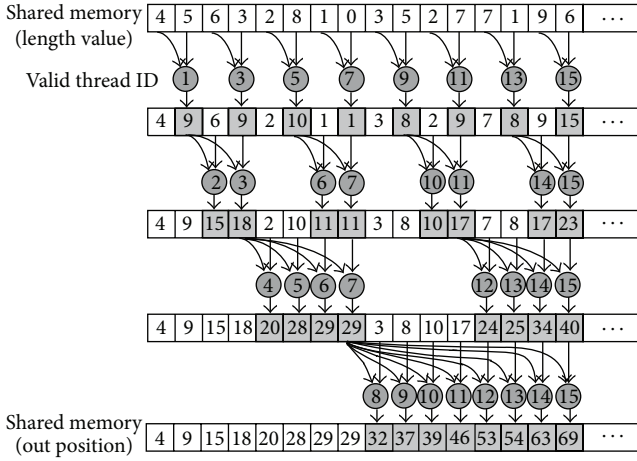 Shared memory
(length value)
4 5 6 3 2 8 1 0 3 5 2 7 7 1 9 6 ...
Valid thread ID
1 3 5 7 9 11 13 15
4 9 6 9 2 10 1 1 3 8 2 9 7 8 9 15 ...
2 3 6 7 10 11 14 15
4 9 15 18 2 10 11 11 3 8 10 17 7 8 17 23 ...
4 5 6 7 12 13 14 15
4 9 15 18 20 28 29 29 3 8 10 17 24 25 34 40 ...
8 9 10 11 12 13 14 15
Shared memory
(out position)
4 9 15 18 20 28 29 29 32 37 39 46 53 54 63 69 ...